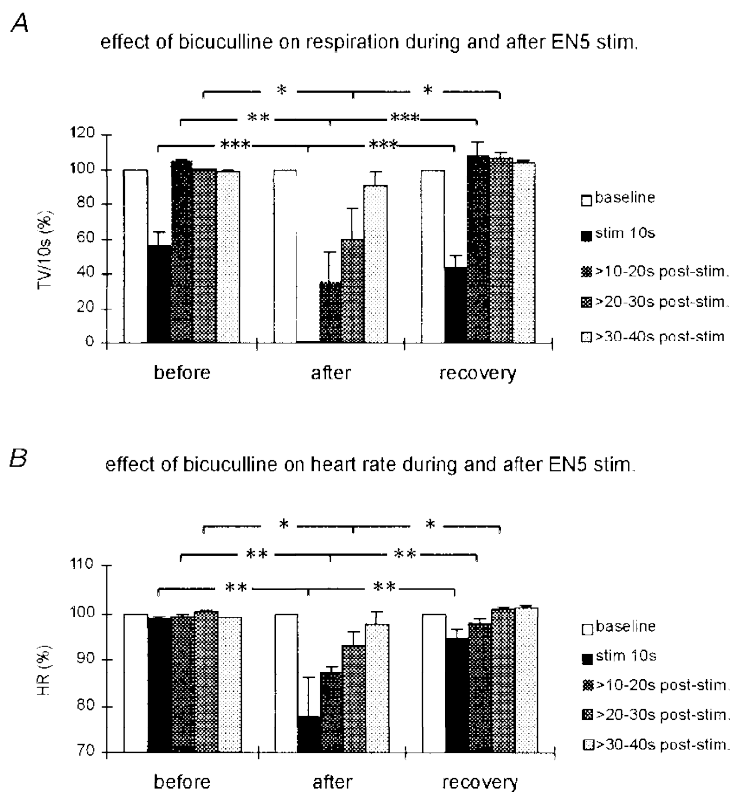 A
effect of bicuculline on respiration during and after EN5 stim.
* *
** ***
*** ***
120
100
80
60
40
20
0
TV/10s (%)
before after recovery
baseline
stim 10s
>10-20s post-stim.
>20-30s post-stim.
>30-40s post-stim
B
effect of bicuculline on heart rate during and after EN5 stim.
* *
** **
** **
110
100
90
80
70
HR (%)
before after recovery
baseline
stim 10s
>10-20s post-stim.
>20-30s post-stim.
>30-40s post-stim.